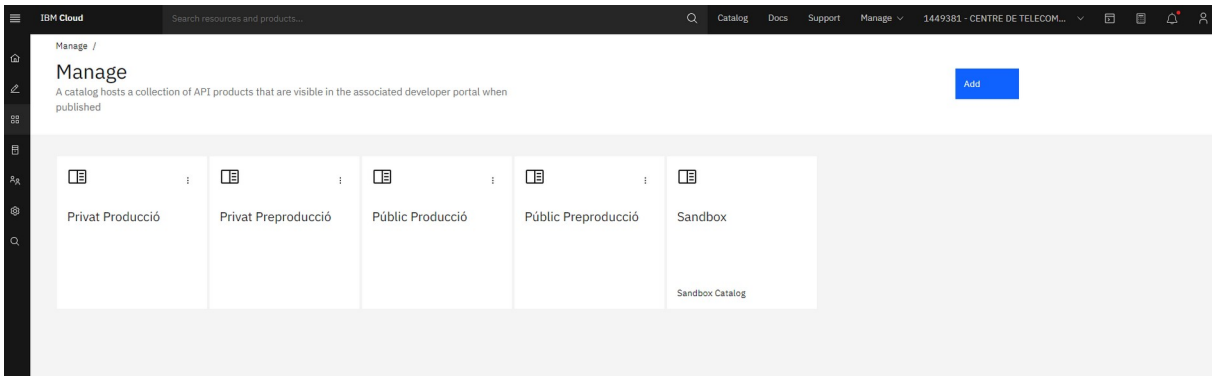 IBM Cloud
Search resources and products...
Catalog
Docs
Support
Manage
1449381 - CENTRE DE TELECOM...
Manage /
Manage
A catalog hosts a collection of API products that are visible in the associated developer portal when
published
Add
Privat Producció
Privat Preproducció
Públic Producció
Públic Preproducció
Sandbox
Sandbox Catalog